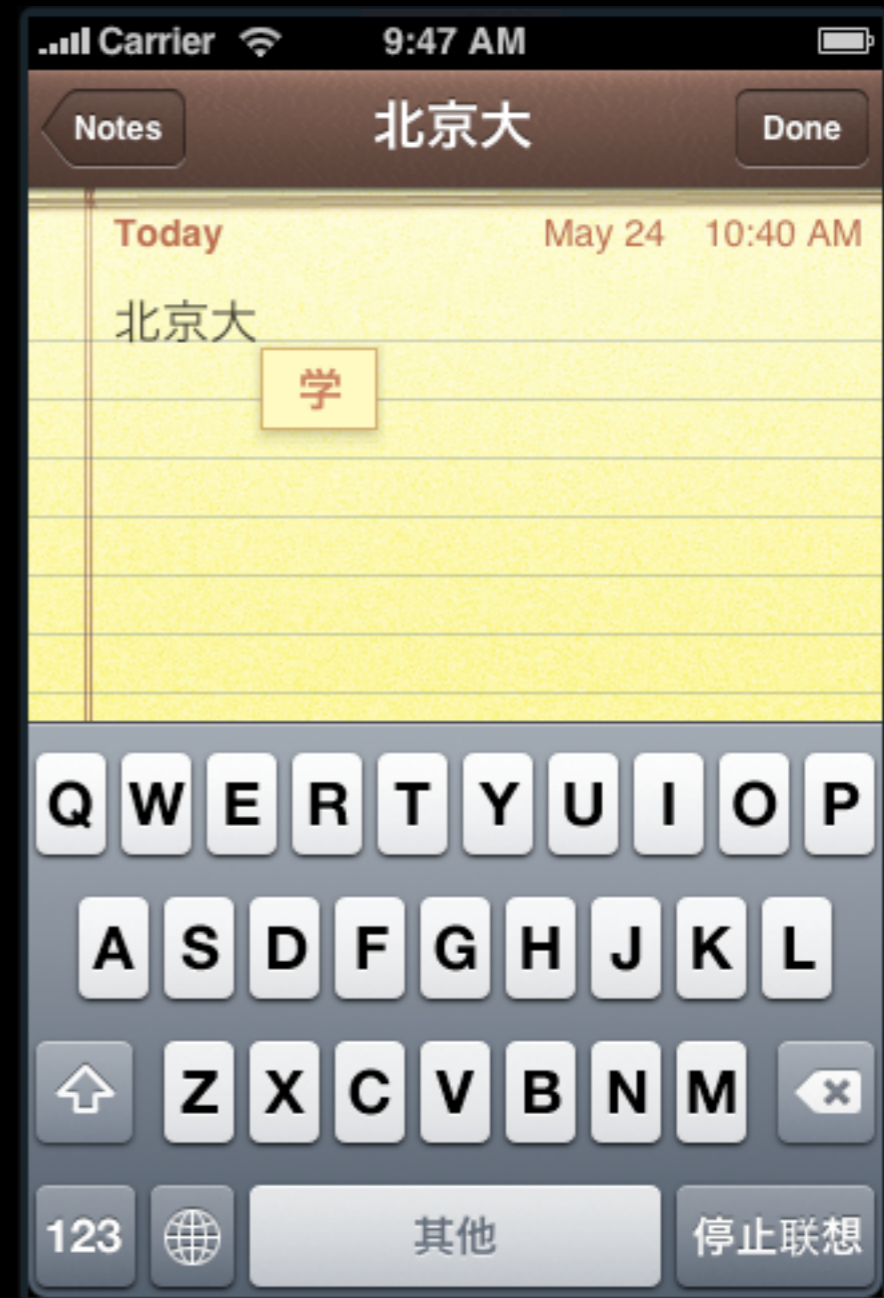 Carrier 9:47 AM
Notes 北京大 Done
Today May 24 10:40 AM
北京大
学
Q W E R T Y U I O P
A S D F G H J K L
Z X C V B N M
123 其他 停止联想